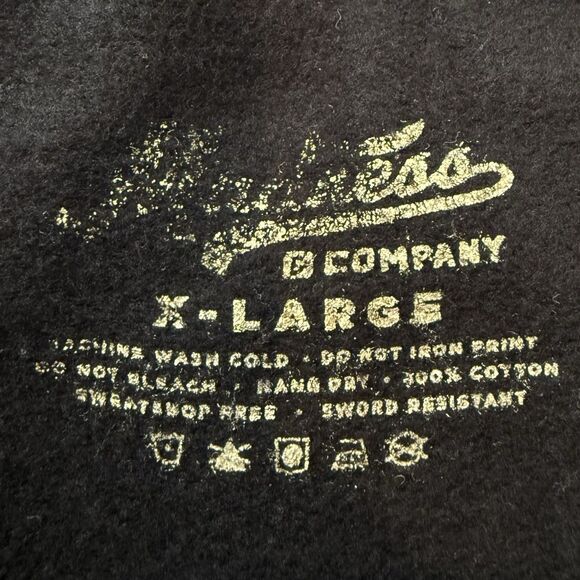 & COMPANY
X-LARGE
MACHINE WASH COLD · DO NOT IRON PRINT
DO NOT BLEACH · HANG DRY · 100% COTTON
SWEATSHOP FREE · SWORD RESISTANT